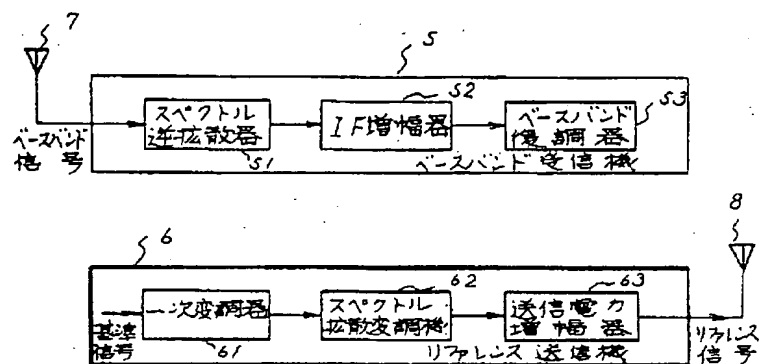 7
5
スペクトル
逆拡散器
51
52
IF増幅器
ベースバンド
復調器
53
ベースバンド
信号
ベースバンド受信機
6
8
基準
信号
一次変調器
61
62
スペクトル
拡散変調機
63
送信電力
増幅器
リファレンス送信機
リファレンス
信号